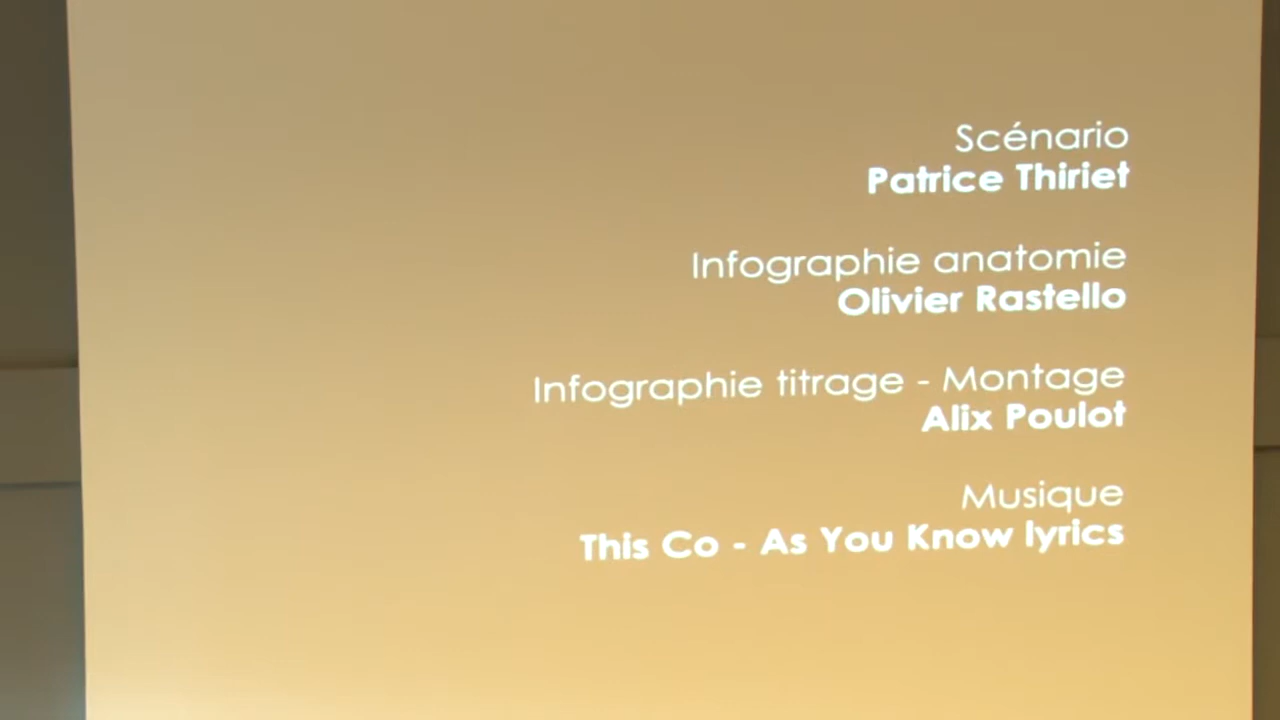 Scénario
Patrice Thiriet
Infographie anatomie
Olivier Rastello
Infographie titrage - Montage
Alix Poulot
Musique
This Co - As You Know lyrics